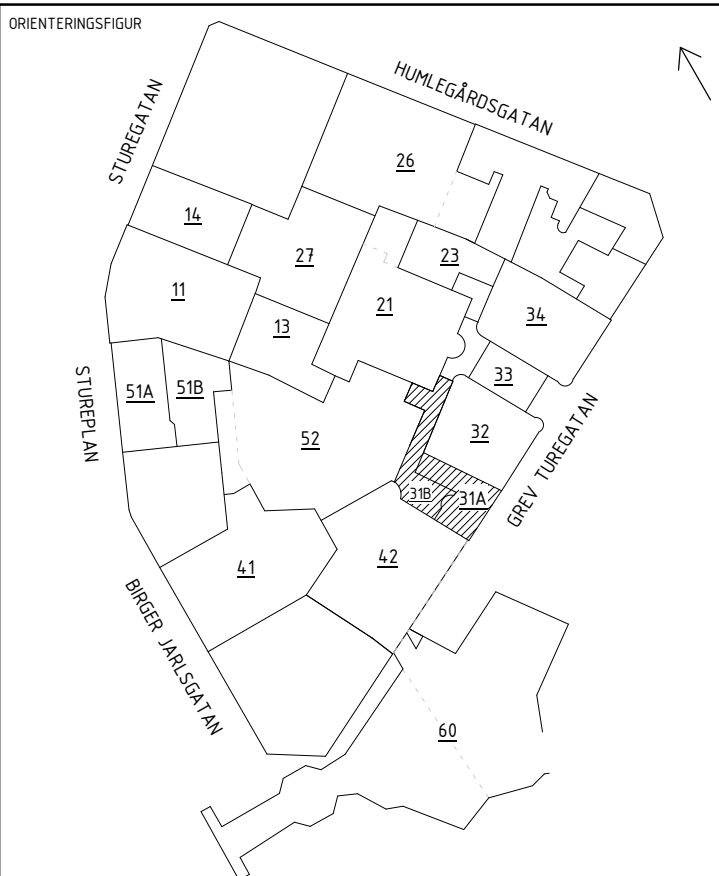 ORIENTERINGSFIGUR
HUMLEGÅRDSGATAN
STUREGATAN
26
14
27
23
11
21
34
13
33
51A
51B
STUREPLAN
52
32
GREV TUREGATAN
31B
31A
41
42
BIRGER JARLSGATAN
60